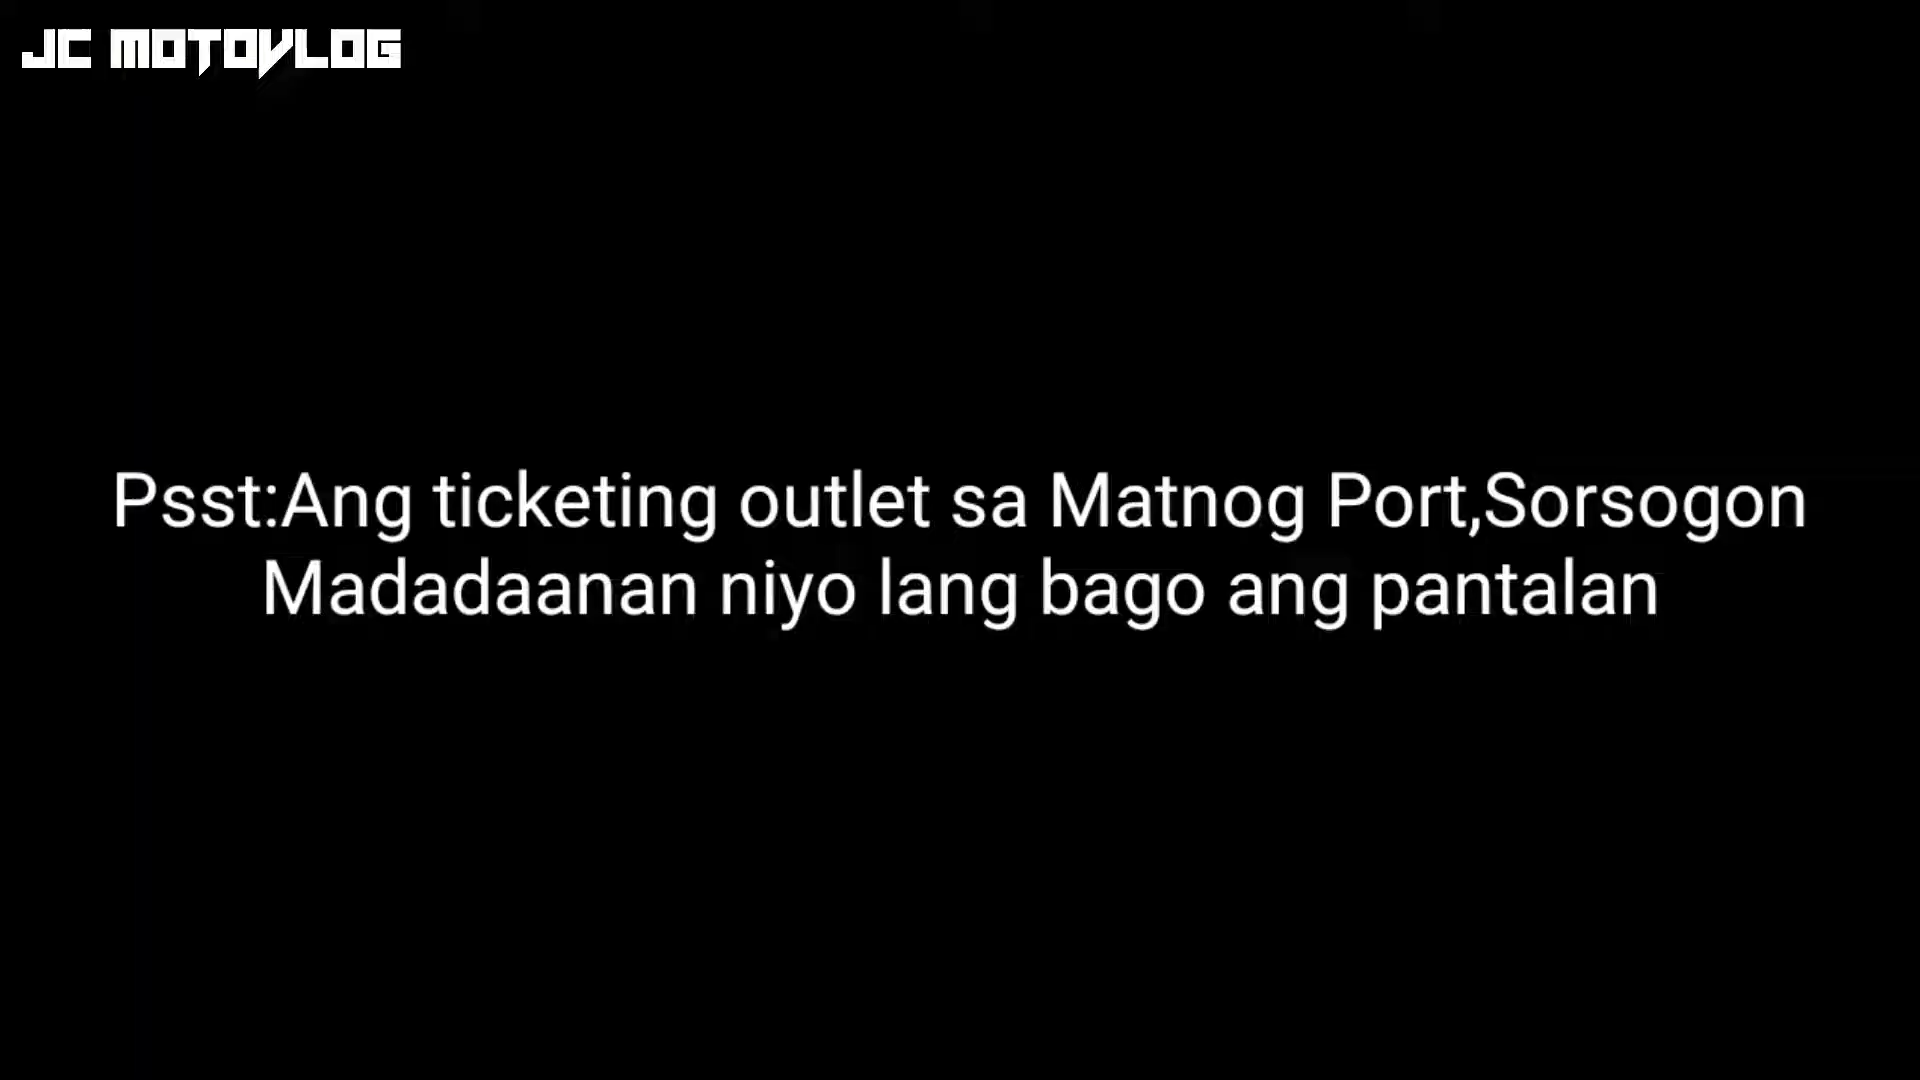 JC MOTOVLOG
Psst:Ang ticketing outlet sa Matnog Port,Sorsogon
Madadaanan niyo lang bago ang pantalan